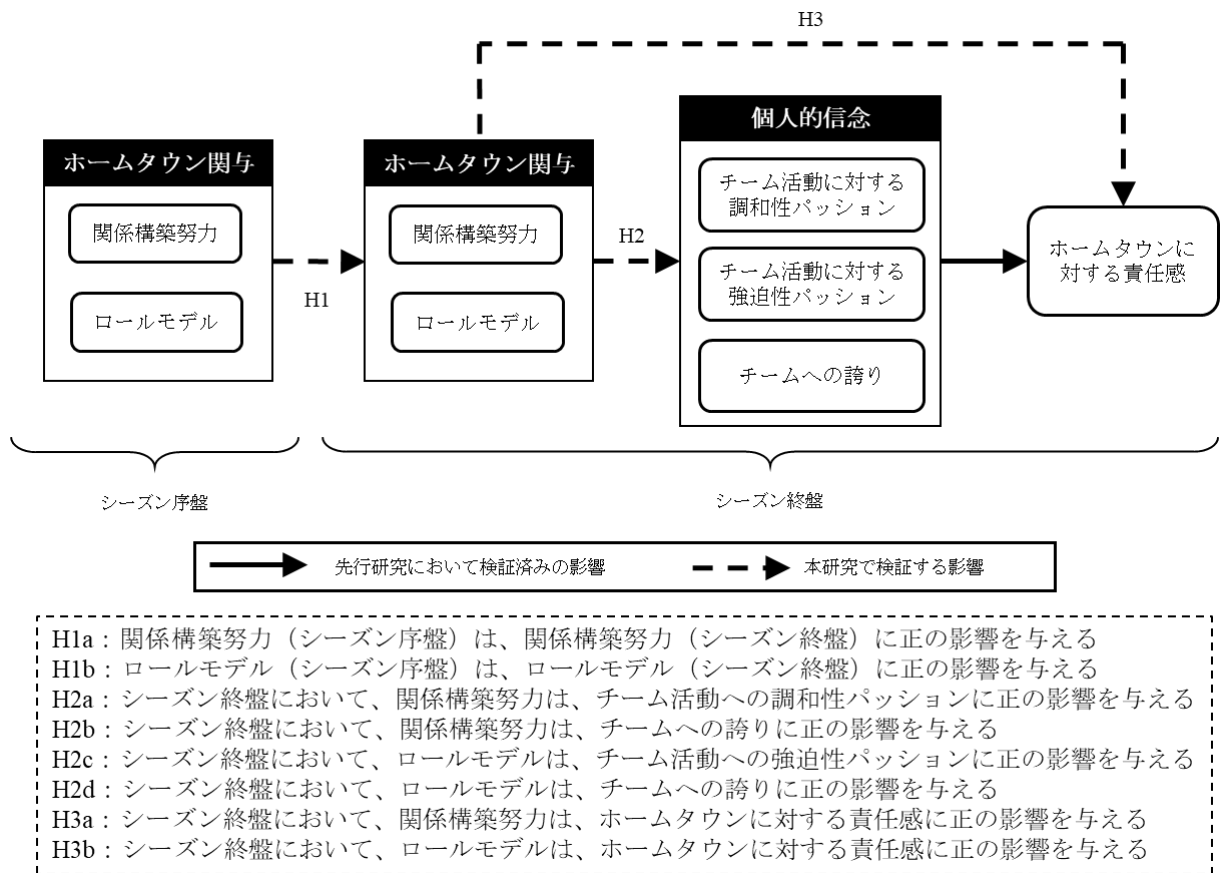 H3
個人的信念
ホームタウン関与
ホームタウン関与
チーム活動に対する
調和性パッション
関係構築努力
関係構築努力
H2
チーム活動に対する
強迫性パッション
ホームタウンに
対する責任感
H1
ロールモデル
ロールモデル
チームへの誇り
シーズン序盤
シーズン終盤
先行研究において検証済みの影響
本研究で検証する影響
H1a：関係構築努力（シーズン序盤）は、関係構築努力（シーズン終盤）に正の影響を与える
H1b：ロールモデル（シーズン序盤）は、ロールモデル（シーズン終盤）に正の影響を与える
H2a：シーズン終盤において、関係構築努力は、チーム活動への調和性パッションに正の影響を与える
H2b：シーズン終盤において、関係構築努力は、チームへの誇りに正の影響を与える
H2c：シーズン終盤において、ロールモデルは、チーム活動への強迫性パッションに正の影響を与える
H2d：シーズン終盤において、ロールモデルは、チームへの誇りに正の影響を与える
H3a：シーズン終盤において、関係構築努力は、ホームタウンに対する責任感に正の影響を与える
H3b：シーズン終盤において、ロールモデルは、ホームタウンに対する責任感に正の影響を与える